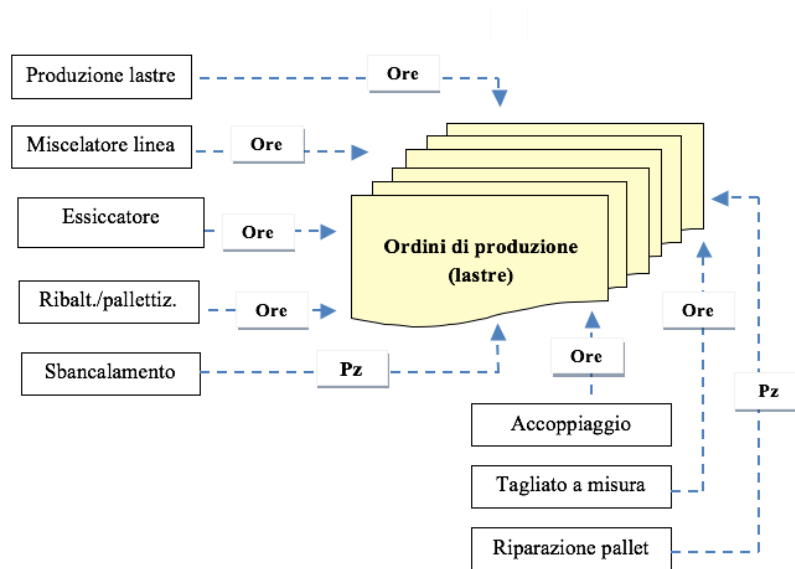 Produzione lastre
Ore
Miscelatore linea
Ore
Essiccatore
Ore
Ordini di produzione
(lastre)
Ribalt./pallettiz.
Ore
Ore
Sbancalamento
Pz
Ore
Pz
Accoppiaggio
Tagliato a misura
Riparazione pallet